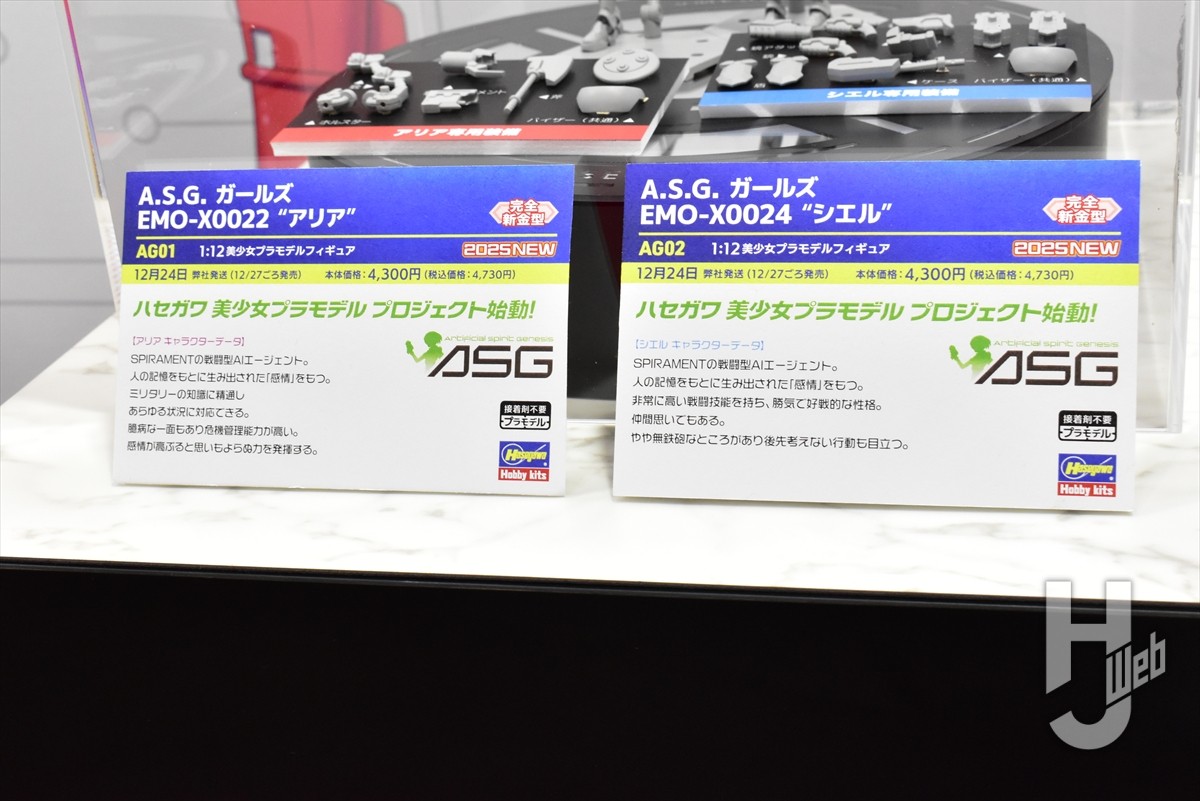 ▲ホルスター
メント
◀斧
バイザー（共通）▲
アリア専用装備
◀ケース
バイザー（共通）▲
シエル専用装備
A.S.G. ガールズ
EMO-X0022 “アリア”
完全
新金型
AG01 1:12美少女プラモデルフィギュア 2025NEW
12月24日 弊社発送（12/27ごろ発売） 本体価格：4,300円（税込価格：4,730円）
ハセガワ 美少女プラモデル プロジェクト始動！
【アリア キャラクターデータ】
SPIRAMENTの戦闘型AIエージェント。
人の記憶をもとに生み出された「感情」をもつ。
ミリタリーの知識に精通し
あらゆる状況に対応できる。
臆病な一面もあり危機管理能力が高い。
感情が高ぶると思いもよらぬ力を発揮する。
Artificial spirit Genesis
ASG
接着剤不要
プラモデル
Hasegawa
Hobby kits
A.S.G. ガールズ
EMO-X0024 “シエル”
完全
新金型
AG02 1:12美少女プラモデルフィギュア 2025NEW
12月24日 弊社発送（12/27ごろ発売） 本体価格：4,300円（税込価格：4,730円）
ハセガワ 美少女プラモデル プロジェクト始動！
【シエル キャラクターデータ】
SPIRAMENTの戦闘型AIエージェント。
人の記憶をもとに生み出された「感情」をもつ。
非常に高い戦闘技能を持ち、勝気で好戦的な性格。
仲間思いでもある。
やや無鉄砲なところがあり後先考えない行動も目立つ。
Artificial spirit Genesis
ASG
接着剤不要
プラモデル
Hasegawa
Hobby kits
HJ Web